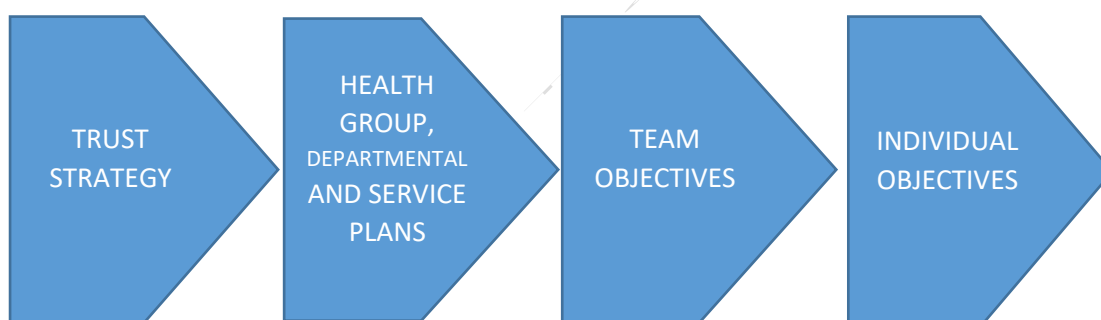 TRUST
STRATEGY
HEALTH
GROUP,
DEPARTMENTAL
AND SERVICE
PLANS
TEAM
OBJECTIVES
INDIVIDUAL
OBJECTIVES